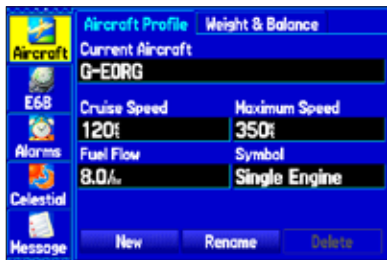 Aircraft Profile
Weight & Balance
Aircraft
Current Aircraft
G-EORG
E6B
Cruise Speed
Maximum Speed
120
350
Alarms
Fuel Flow
Symbol
8.0
Single Engine
Celestial
Message
New
Rename
Delete